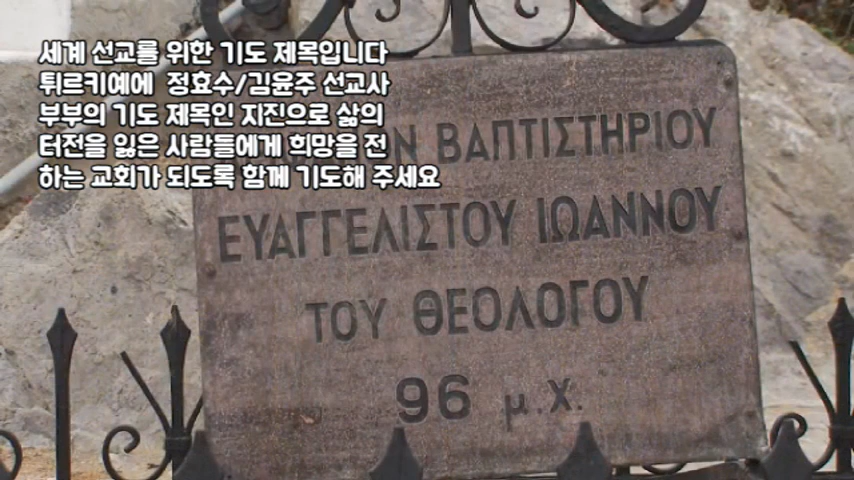 세계 선교를 위한 기도 제목입니다
튀르키예에 정효수/김윤주 선교사
부부의 기도 제목인 지진으로 삶의
터전을 잃은 사람들에게 희망을 전
하는 교회가 되도록 함께 기도해 주세요
ΒΑΠΤΙΣΤΗΡΙΟΥ
ΕΥΑΓΓΕΛΙΣΤΟΥ ΙΩΑΝΝΟΥ
ΤΟΥ ΘΕΟΛΟΓΟΥ
96 μ.χ.